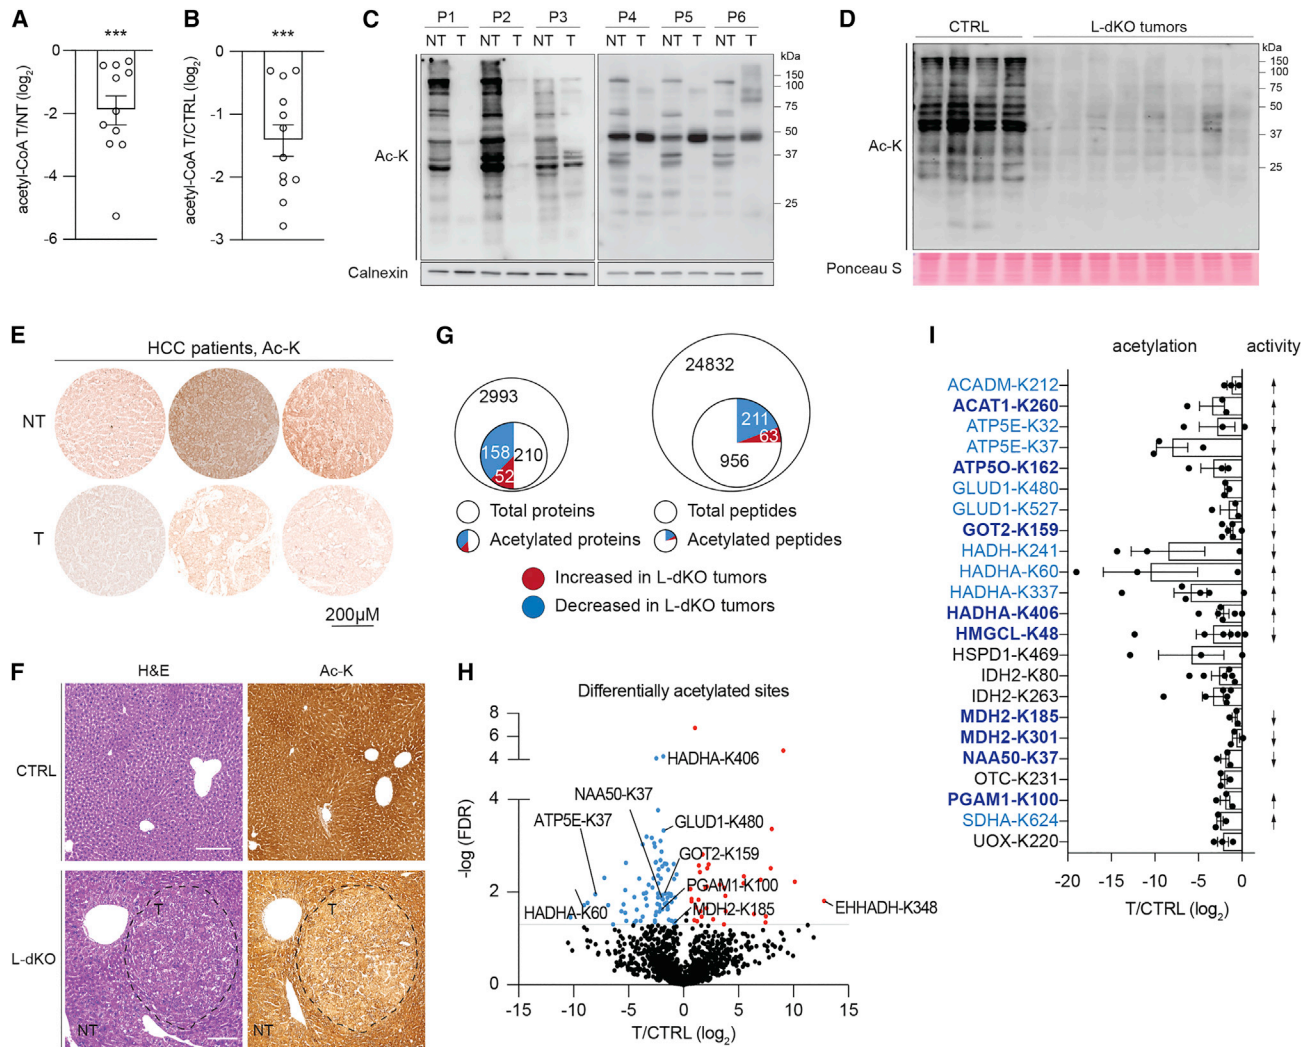 A
acetyl-CoA T/NT (log2)
***
0
-2
-4
-6
B
acetyl-CoA T/CTRL (log2)
***
0
-1
-2
-3
C
P1 P2 P3 P4 P5 P6
NT T NT T NT T NT T NT T NT T
kDa
150
100
75
50
37
25
Ac-K
Calnexin
D
CTRL L-dKO tumors
kDa
150
100
75
50
37
25
Ac-K
Ponceau S
E
HCC patients, Ac-K
NT
T
200µM
F
H&E Ac-K
CTRL
L-dKO
T T
NT NT
G
2993
158
210
52
24832
211
63
956
Total proteins
Acetylated proteins
Total peptides
Acetylated peptides
Increased in L-dKO tumors
Decreased in L-dKO tumors
H
Differentially acetylated sites
-log (FDR)
8
6
4
4
2
0
HADHA-K406
NAA50-K37
ATP5E-K37
GLUD1-K480
GOT2-K159
PGAM1-K100
HADHA-K60
MDH2-K185
EHHADH-K348
-15 -10 -5 0 5 10 15
T/CTRL (log2)
I
acetylation activity
ACADM-K212
ACAT1-K260
ATP5E-K32
ATP5E-K37
ATP5O-K162
GLUD1-K480
GLUD1-K527
GOT2-K159
HADH-K241
HADHA-K60
HADHA-K337
HADHA-K406
HMGCL-K48
HSPD1-K469
IDH2-K80
IDH2-K263
MDH2-K185
MDH2-K301
NAA50-K37
OTC-K231
PGAM1-K100
SDHA-K624
UOX-K220
-20 -15 -10 -5 0
T/CTRL (log2)